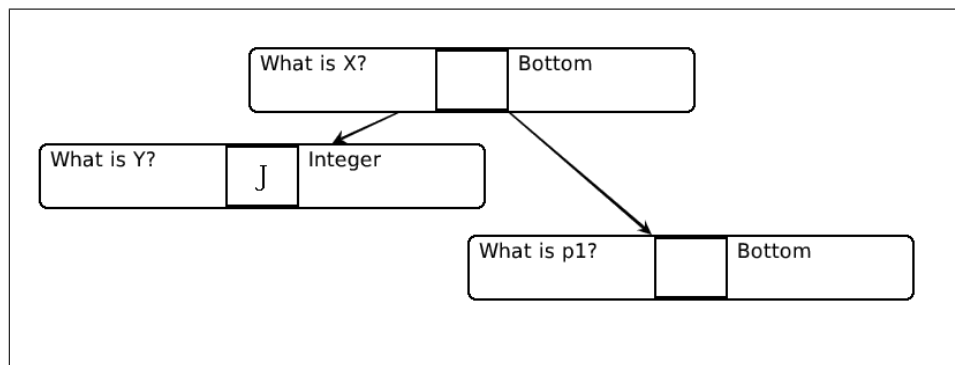 What is X? Bottom
What is Y? J Integer
What is p1? Bottom